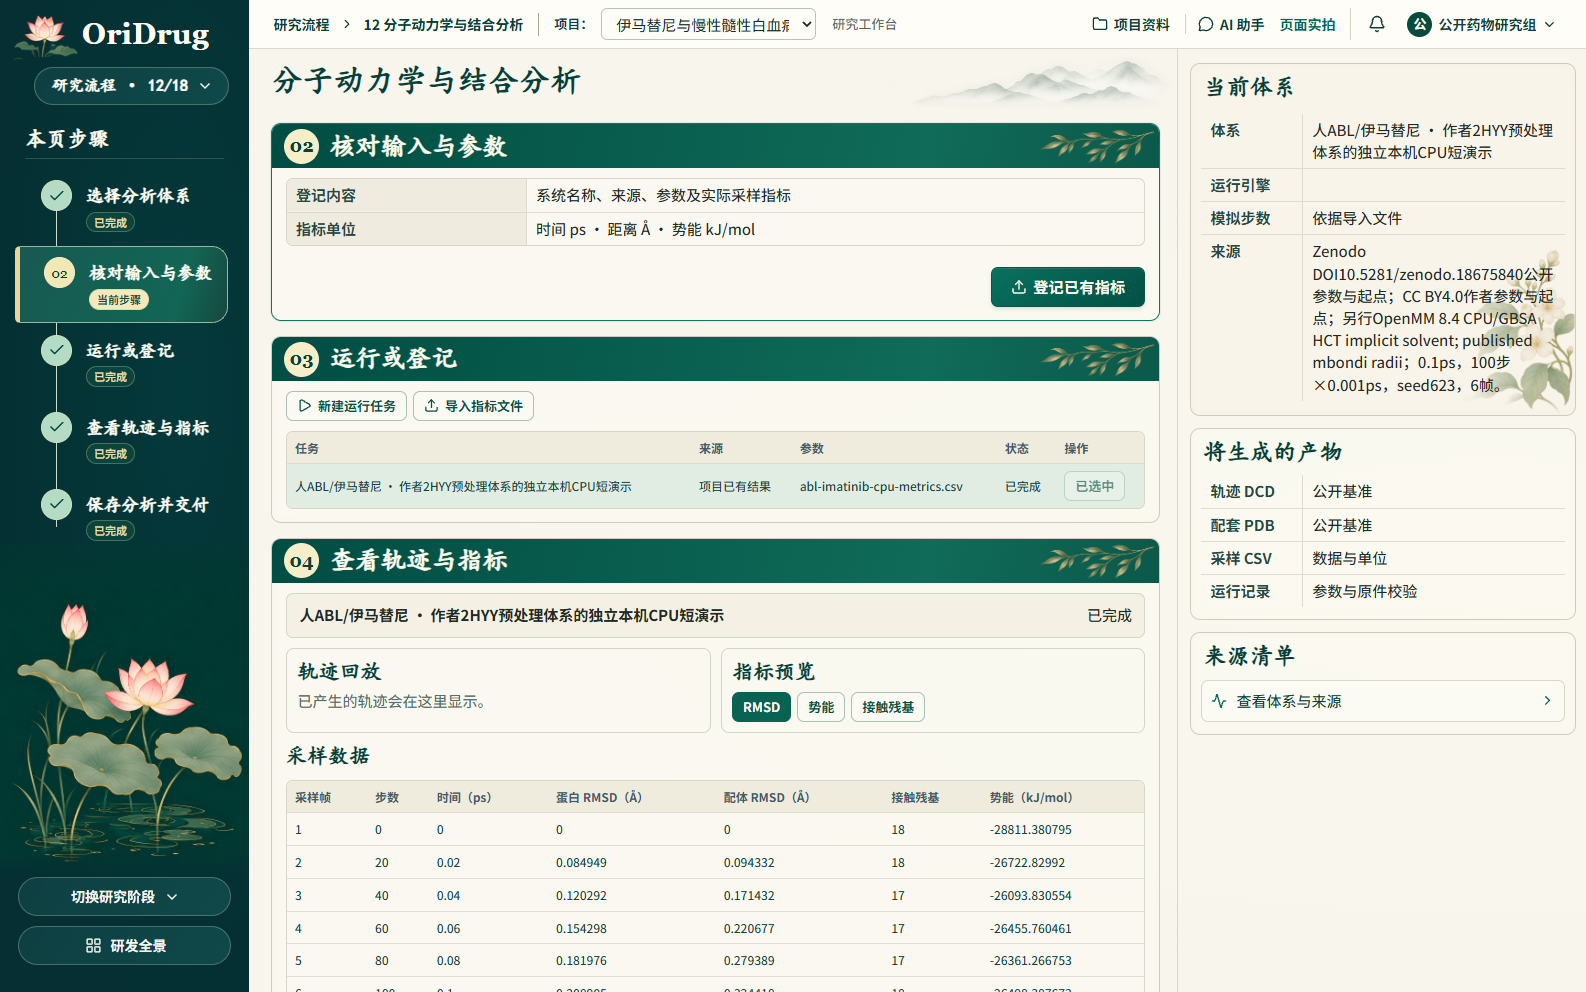 OriDrug
研究流程 • 12/18
本页步骤
选择分析体系
已完成
02
核对输入与参数
当前步骤
运行或登记
已完成
查看轨迹与指标
已完成
保存分析并交付
已完成
切换研究阶段
研发全景
研究流程 > 12 分子动力学与结合分析
项目：
伊马替尼与慢性髓性白血
研究工作台
项目资料
AI 助手
页面实拍
公
公开药物研究组
分子动力学与结合分析
02 核对输入与参数
登记内容 系统名称、来源、参数及实际采样指标
指标单位 时间 ps • 距离 Å • 势能 kJ/mol
登记已有指标
03 运行或登记
新建运行任务
导入指标文件
任务 来源 参数 状态 操作
人ABL/伊马替尼 • 作者2HYY预处理体系的独立本机CPU短演示 项目已有结果 abl-imatinib-cpu-metrics.csv 已完成 已选中
04 查看轨迹与指标
人ABL/伊马替尼 • 作者2HYY预处理体系的独立本机CPU短演示 已完成
轨迹回放
已产生的轨迹会在这里显示。
指标预览
RMSD 势能 接触残基
采样数据
采样帧 步数 时间（ps） 蛋白 RMSD（Å） 配体 RMSD（Å） 接触残基 势能（kJ/mol）
1 0 0 0 0 18 -28811.380795
2 20 0.02 0.084949 0.094332 18 -26722.82992
3 40 0.04 0.120292 0.171432 17 -26093.830554
4 60 0.06 0.154298 0.220677 17 -26455.760461
5 80 0.08 0.181976 0.279389 17 -26361.266753
当前体系
体系 人ABL/伊马替尼 • 作者2HYY预处理
体系的独立本机CPU短演示
运行引擎
模拟步数 依据导入文件
来源 Zenodo
DOI10.5281/zenodo.18675840公开
参数与起点；CC BY4.0作者参数与起
点；另行OpenMM 8.4 CPU/GBSA
HCT implicit solvent; published
mbondi radii；0.1ps，100步
×0.001ps，seed623，6帧。
将生成的产物
轨迹 DCD 公开基准
配套 PDB 公开基准
采样 CSV 数据与单位
运行记录 参数与原件校验
来源清单
查看体系与来源